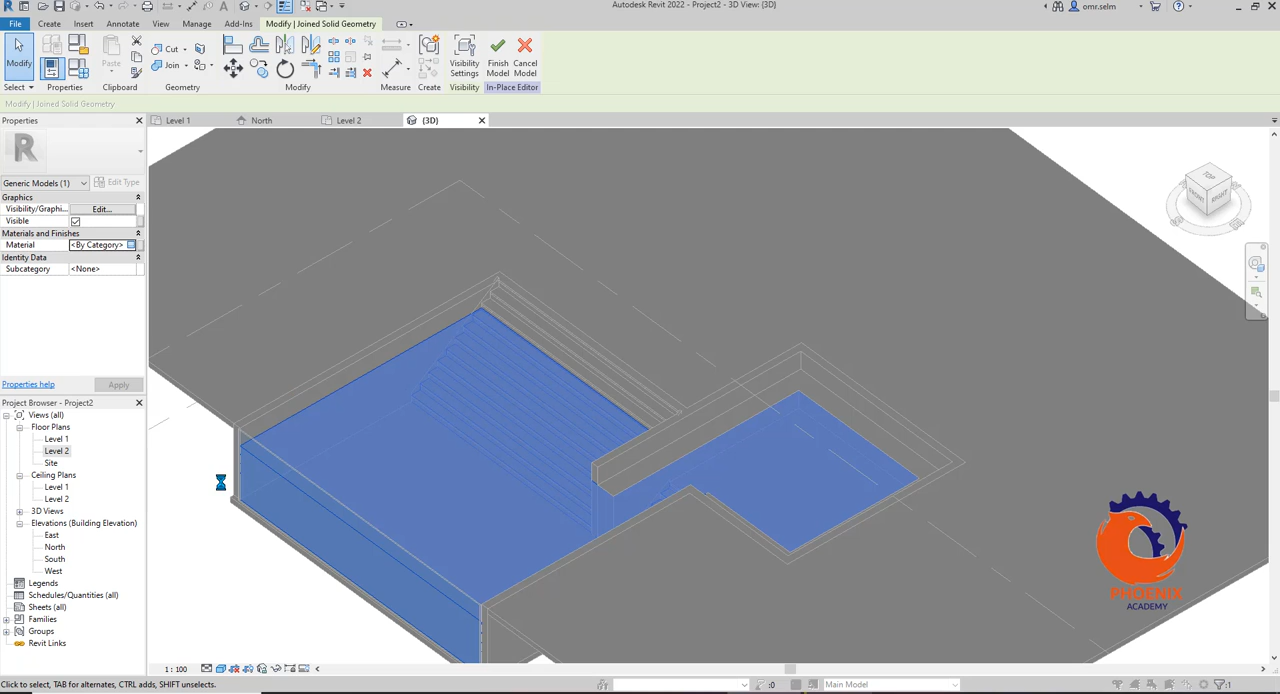 Autodesk Revit 2022 - Project2 - 3D View: {3D}
omr.selm
File Create Insert Annotate View Manage Add-Ins Modify | Joined Solid Geometry
Modify Paste Cut Join Visibility Settings Finish Model Cancel Model
Select Properties Clipboard Geometry Modify Measure Create Visibility In-Place Editor
Modify | Joined Solid Geometry
Properties
Level 1 North Level 2 {3D}
Generic Models (1) Edit Type
Graphics
Visibility/Graphi... Edit...
Visible
Materials and Finishes
Material <By Category>
Identity Data
Subcategory <None>
Properties help Apply
Project Browser - Project2
Views (all)
Floor Plans
Level 1
Level 2
Site
Ceiling Plans
Level 1
Level 2
3D Views
Elevations (Building Elevation)
East
North
South
West
Legends
Schedules/Quantities (all)
Sheets (all)
Families
Groups
Revit Links
TOP
FRONT RIGHT
PHOENIX
ACADEMY
1 : 100
Click to select, TAB for alternates, CTRL adds, SHIFT unselects. :0 Main Model :1